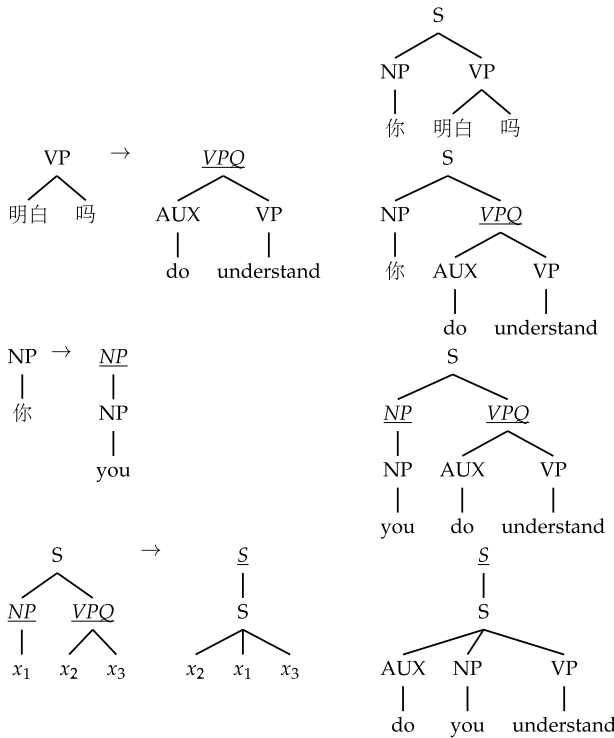 S
NP VP
你 明白 吗
VP → VPQ S
明白 吗 AUX VP NP VPQ
do understand 你 AUX VP
do understand
NP → NP S
你 NP NP VPQ
you NP AUX VP
you do understand
S → S S
NP VPQ S S
x1 x2 x3 x2 x1 x3 AUX NP VP
do you understand